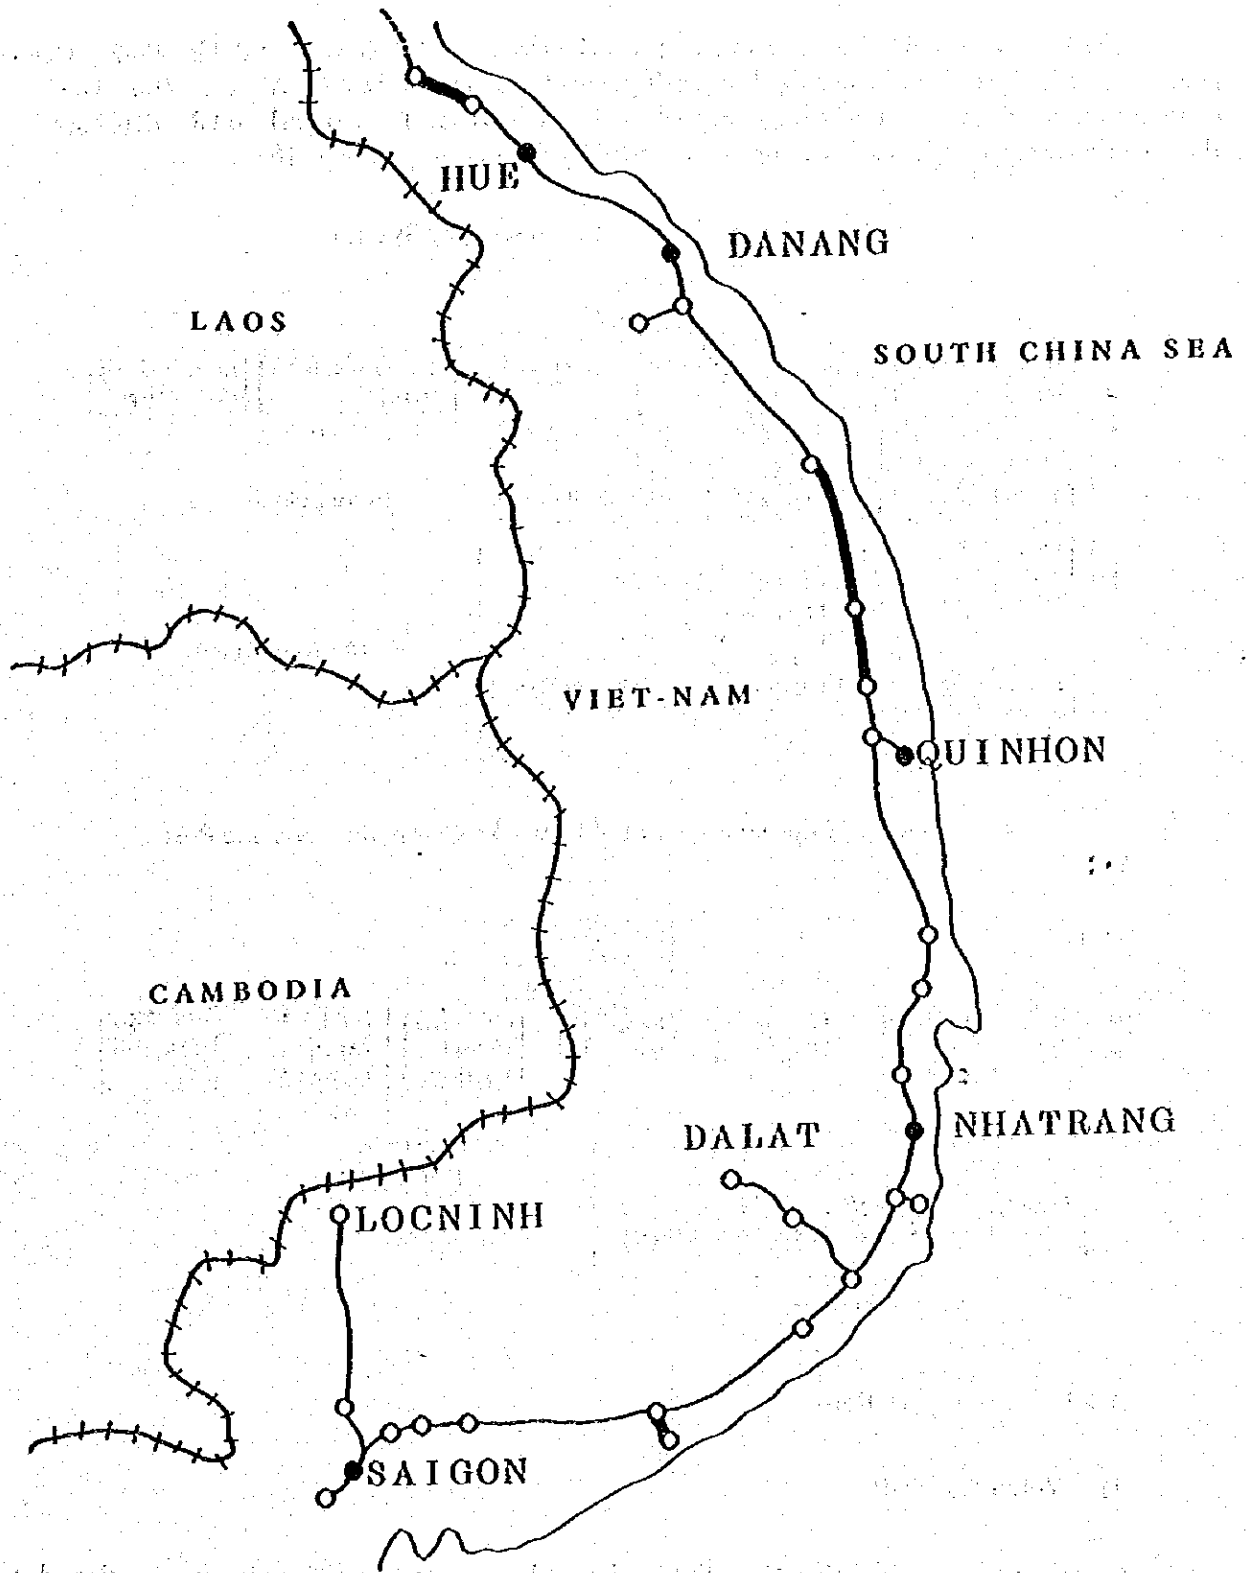 HUE
DANANG
LAOS
SOUTH CHINA SEA
VIET-NAM
QUINHON
CAMBODIA
DALAT
NHATRANG
LOCNINH
SAIGON